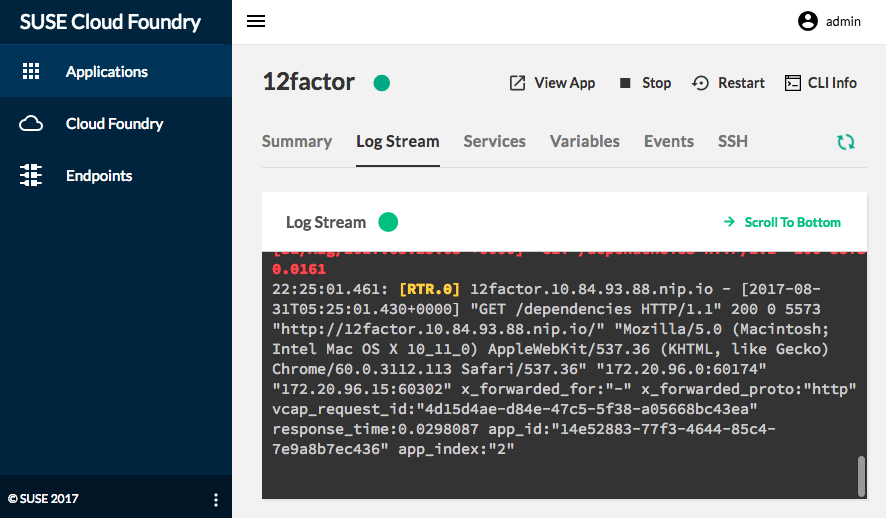 SUSE Cloud Foundry
admin
Applications
Cloud Foundry
Endpoints
12factor
View App
Stop
Restart
CLI Info
Summary
Log Stream
Services
Variables
Events
SSH
Log Stream
Scroll To Bottom
0.0161
22:25:01.461: [RTR.0] 12factor.10.84.93.88.nip.io - [2017-08-
31T05:25:01.430+0000] "GET /dependencies HTTP/1.1" 200 0 5573
"http://12factor.10.84.93.88.nip.io/" "Mozilla/5.0 (Macintosh;
Intel Mac OS X 10_11_0) AppleWebKit/537.36 (KHTML, like Gecko)
Chrome/60.0.3112.113 Safari/537.36" "172.20.96.0:60174"
"172.20.96.15:60302" x_forwarded_for:"-" x_forwarded_proto:"http"
vcap_request_id:"4d15d4ae-d84e-47c5-5f38-a05668bc43ea"
response_time:0.0298087 app_id:"14e52883-77f3-4644-85c4-
7e9a8b7ec436" app_index:"2"
© SUSE 2017